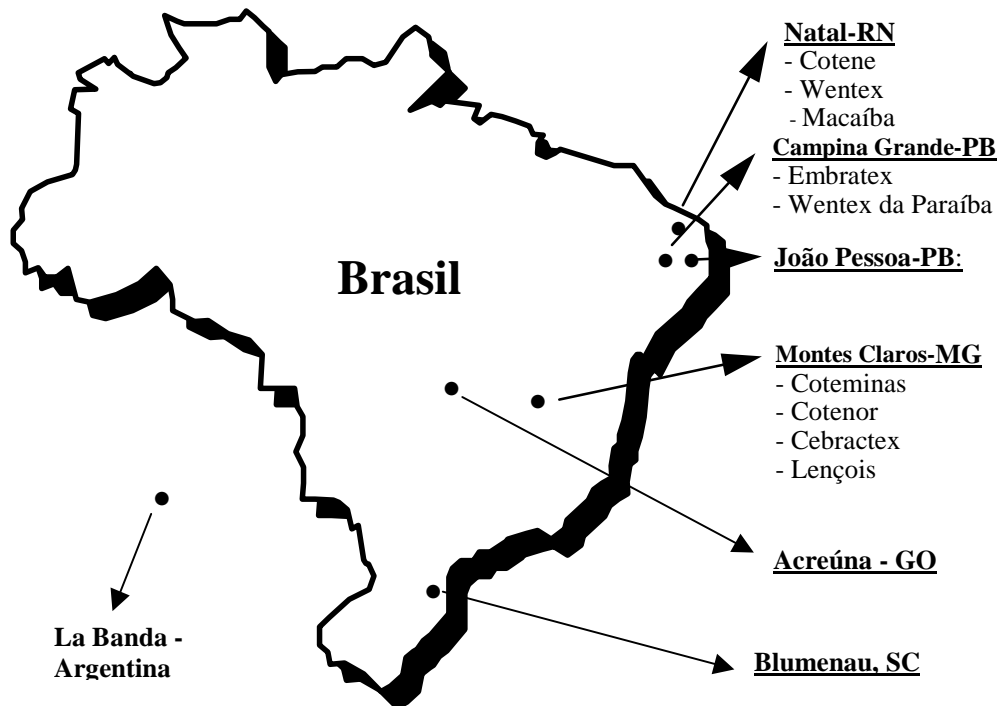 Natal-RN
- Cotene
- Wentex
- Macaíba
Campina Grande-PB
- Embratex
- Wentex da Paraíba
João Pessoa-PB:
Brasil
Montes Claros-MG
- Coteminas
- Cotenor
- Cebractex
- Lençois
Acreúna - GO
La Banda -
Argentina
Blumenau, SC